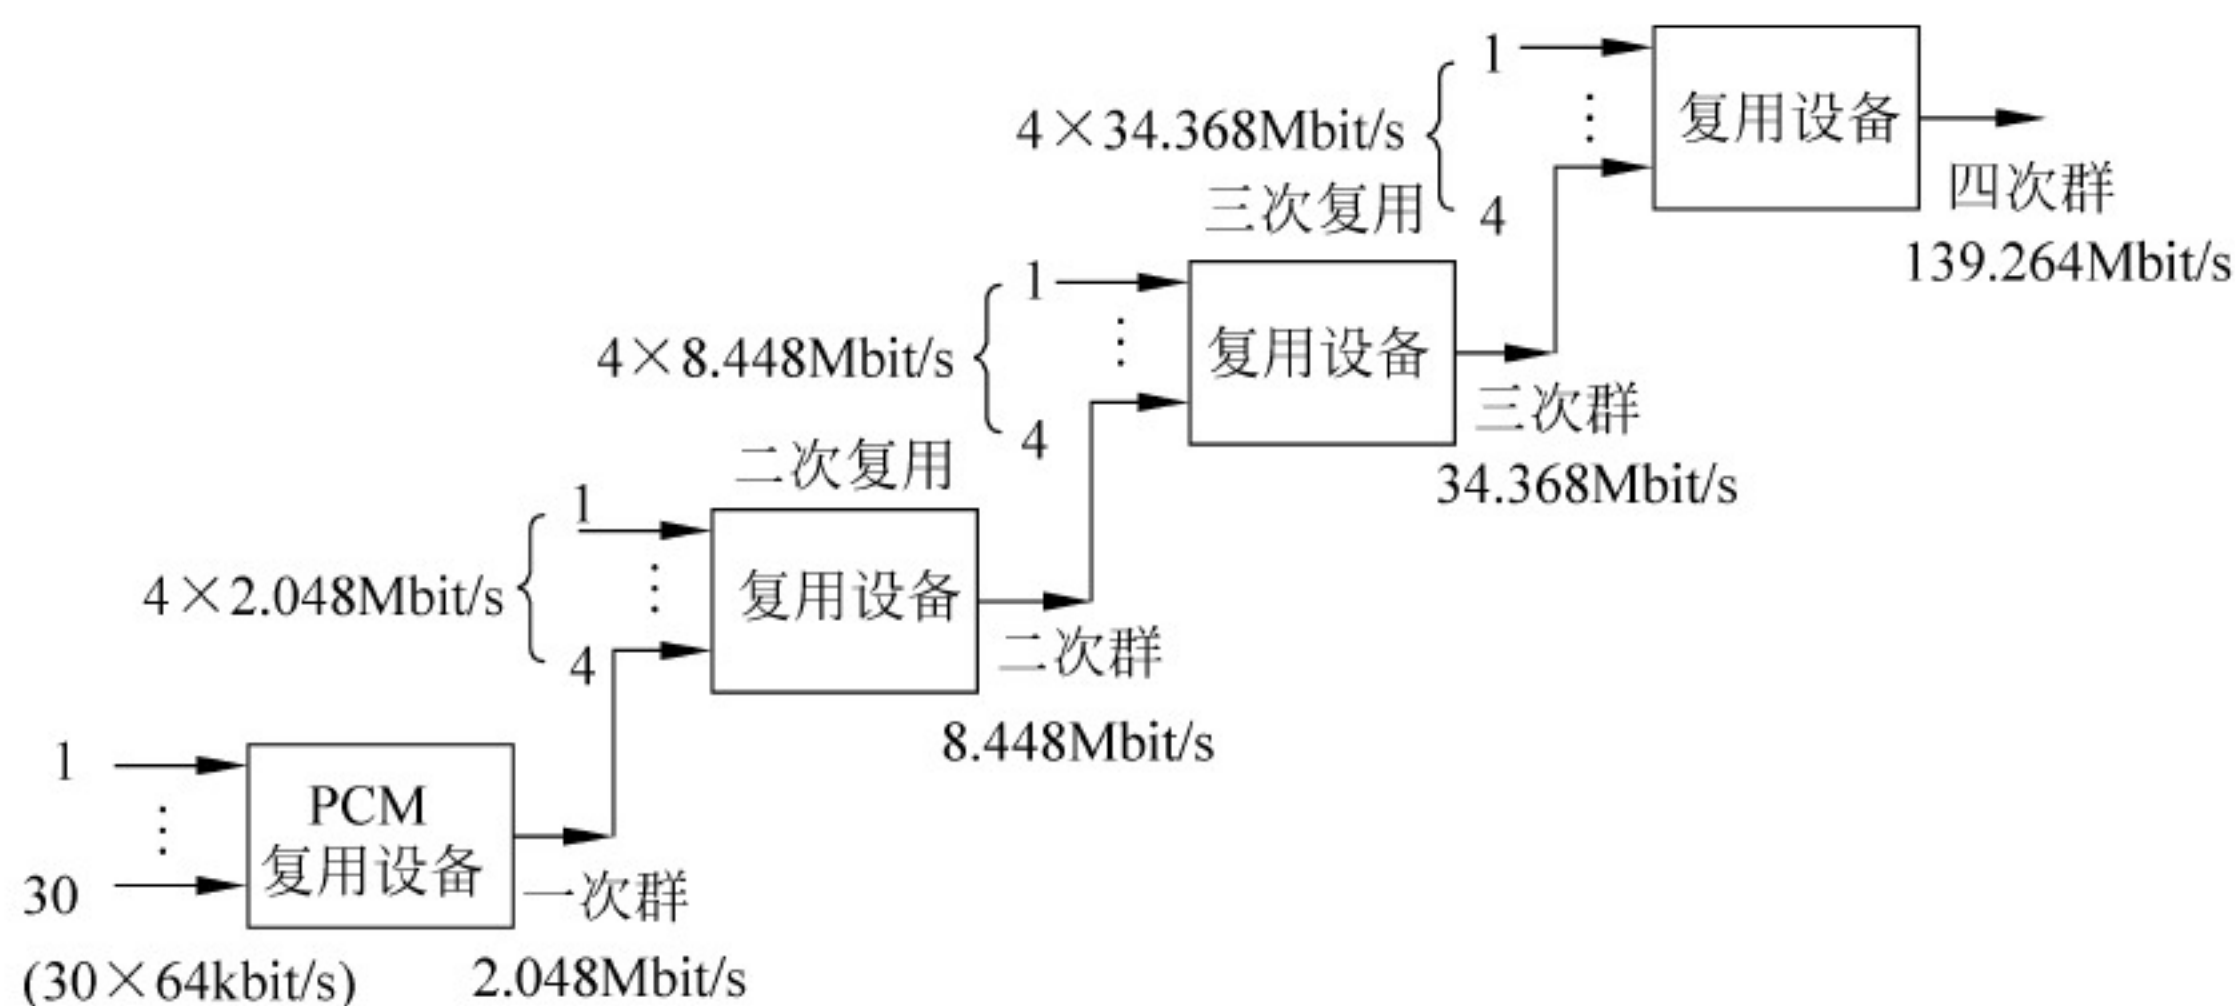 1
4×34.368Mbit/s
复用设备
三次复用
4
四次群
139.264Mbit/s
1
4×8.448Mbit/s
复用设备
4
三次群
34.368Mbit/s
二次复用
1
4×2.048Mbit/s
复用设备
4
二次群
8.448Mbit/s
1
PCM
复用设备
30
一次群
(30×64kbit/s)
2.048Mbit/s